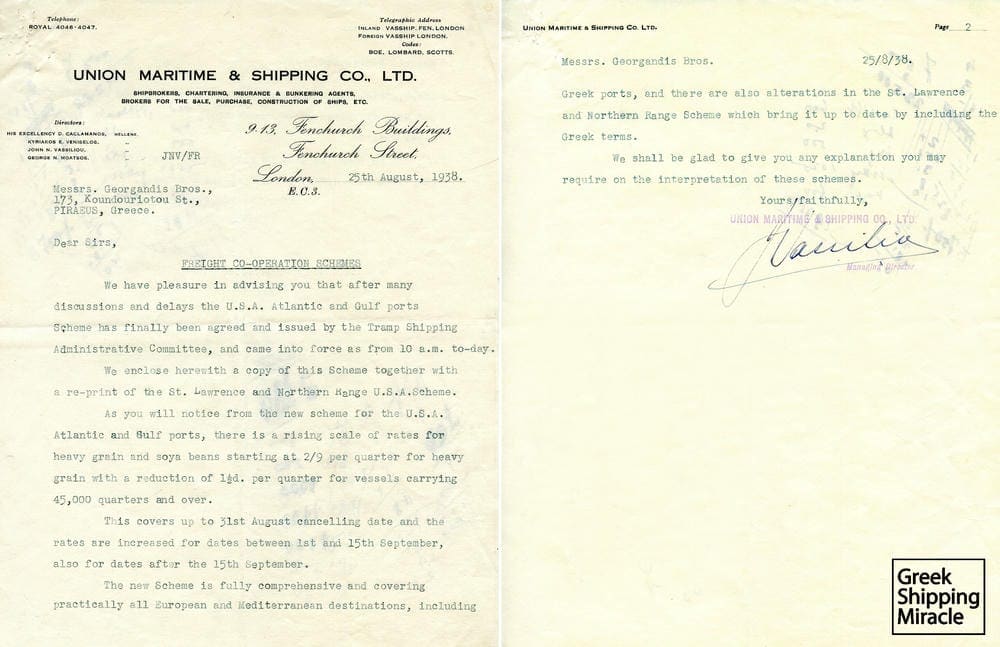 Telephone:
ROYAL 4046-4047.
Telegraphic Address
INLAND VASSHIP, FEN, LONDON
FOREIGN VASSHIP LONDON.
Codes:
BOE, LOMBARD, SCOTTS.
UNION MARITIME & SHIPPING CO., LTD.
SHIPBROKERS, CHARTERING, INSURANCE & BUNKERING AGENTS,
BROKERS FOR THE SALE, PURCHASE, CONSTRUCTION OF SHIPS, ETC.
Directors:
HIS EXCELLENCY D. CACLAMANOS, HELLENE.
KYRIAKOS E. VENISELOS,
JOHN N. VASSILIOU,
GEORGE N. MOATSOS,
JNV/FR
9-13, Fenchurch Buildings,
Fenchurch Street,
London, 25th August, 1938.
E.C.3.
Messrs. Georgandis Bros.,
173, Koundouriotou St.,
PIRAEUS, Greece.
Dear Sirs,
FREIGHT CO-OPERATION SCHEMES
We have pleasure in advising you that after many
discussions and delays the U.S.A. Atlantic and Gulf ports
Scheme has finally been agreed and issued by the Tramp Shipping
Administrative Committee, and came into force as from 10 a.m. to-day.
We enclose herewith a copy of this Scheme together with
a re-print of the St. Lawrence and Northern Range U.S.A.Scheme.
As you will notice from the new scheme for the U.S.A.
Atlantic and Gulf ports, there is a rising scale of rates for
heavy grain and soya beans starting at 2/9 per quarter for heavy
grain with a reduction of 1½d. per quarter for vessels carrying
45,000 quarters and over.
This covers up to 31st August cancelling date and the
rates are increased for dates between 1st and 15th September,
also for dates after the 15th September.
The new Scheme is fully comprehensive and covering
practically all European and Mediterranean destinations, including
UNION MARITIME & SHIPPING CO. LTD.
Page 2
Messrs. Georgandis Bros. 25/8/38.
Greek ports, and there are also alterations in the St. Lawrence
and Northern Range Scheme which bring it up to date by including the
Greek terms.
We shall be glad to give you any explanation you may
require on the interpretation of these schemes.
Yours faithfully,
UNION MARITIME & SHIPPING CO., LTD.
Managing Director
Greek
Shipping
Miracle